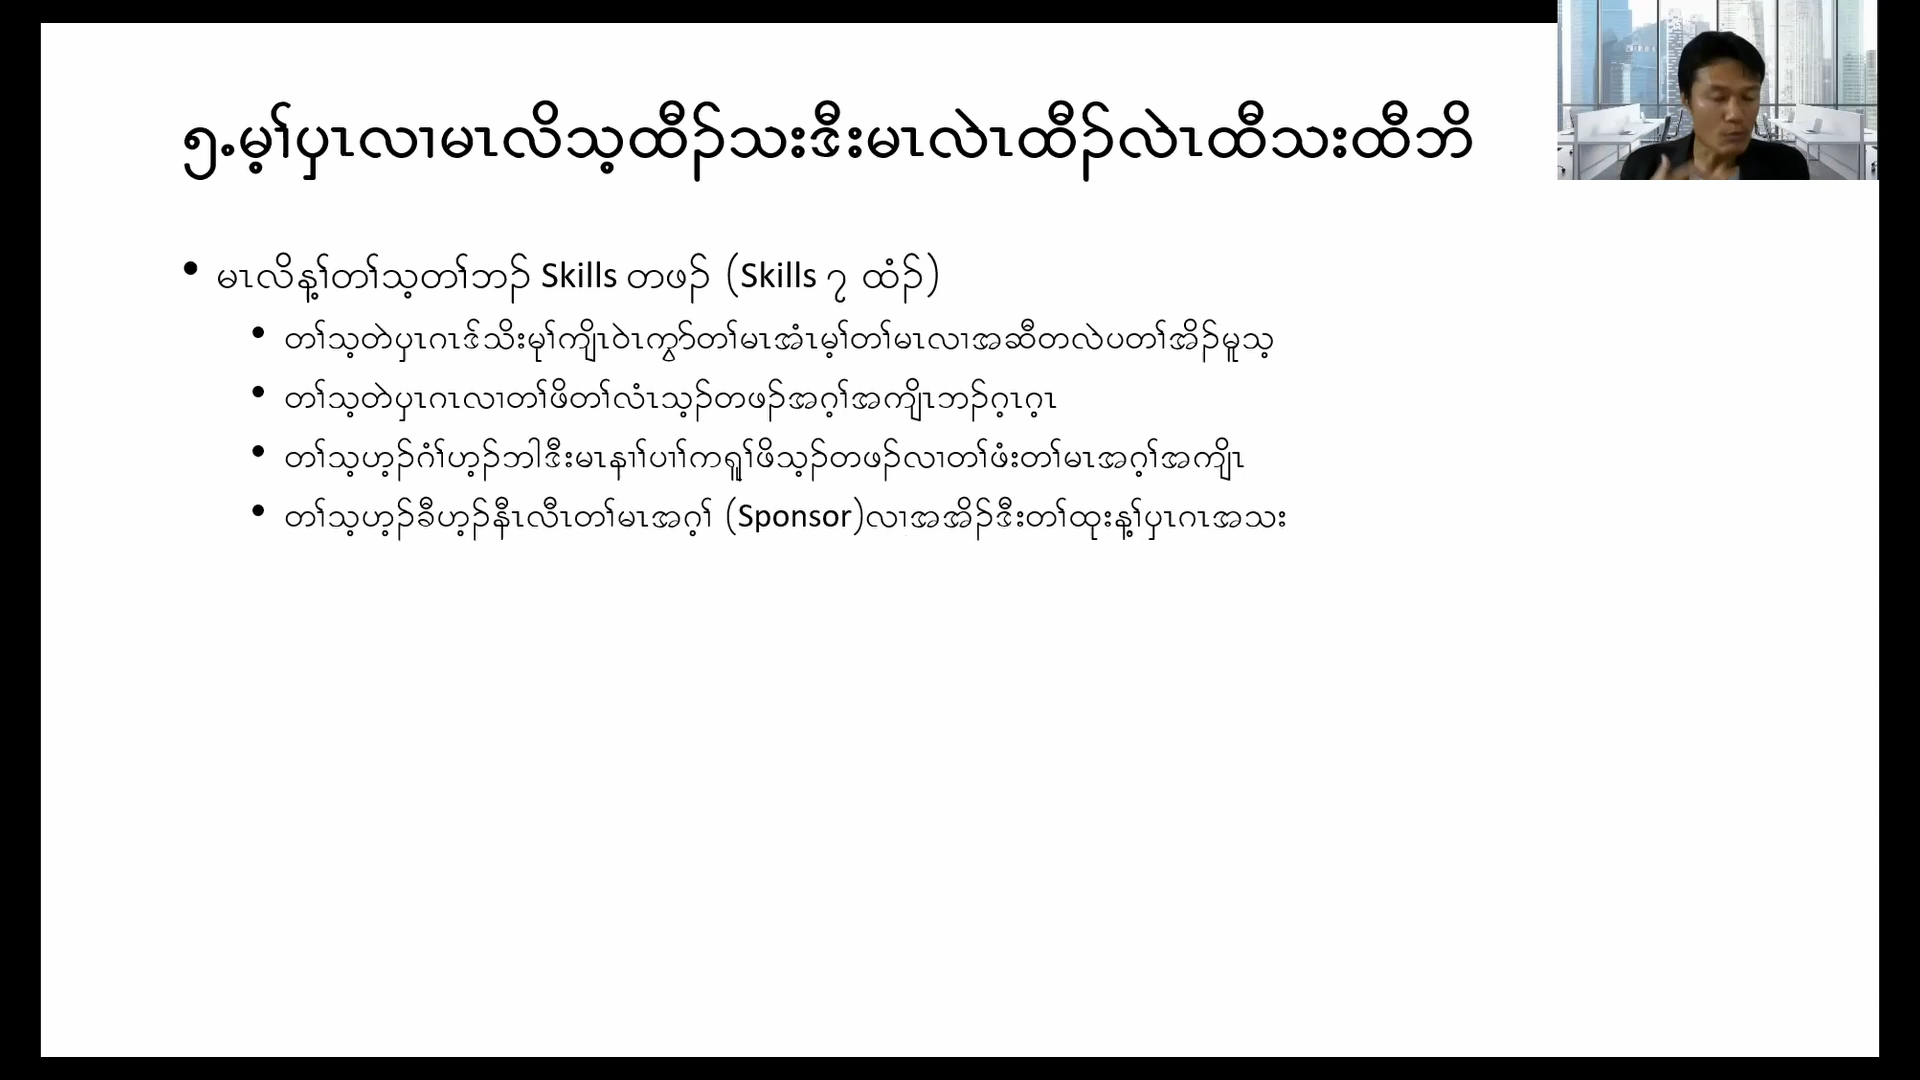 ၅.မ့ၢ်ပှၤလၢမၤလိသ့ထီၣ်သးဒီးမၤလဲၤထီၣ်လဲၤထီသးထီဘိ
• မၤလိန့ၢ်တၢ်သ့တၢ်ဘၣ် Skills တဖၣ် (Skills ၇ ထံၣ်)
• တၢ်သ့တဲပှၤဂၤဒ်သိးမုၢ်ကျိၤဝဲၤကွာ်တၢ်မၤအံၤမ့ၢ်တၢ်မၤလၢအဆီတလဲပတၢ်အိၣ်မူသ့
• တၢ်သ့တဲပှၤဂၤလၢတၢ်ဖိတၢ်လံၤသ့ၣ်တဖၣ်အဂ့ၢ်အကျိၤဘၣ်ဂ့ၤဂ့ၤ
• တၢ်သ့ဟ့ၣ်ဂံၢ်ဟ့ၣ်ဘါဒီးမၤနၢၢ်ပၢၢ်ကရူၢ်ဖိသ့ၣ်တဖၣ်လၢတၢ်ဖံးတၢ်မၤအဂ့ၢ်အကျိၤ
• တၢ်သ့ဟ့ၣ်ခီဟ့ၣ်နီၤလီၤတၢ်မၤအဂ့ၢ် (Sponsor)လၢအအိၣ်ဒီးတၢ်ထုးန့ၢ်ပှၤဂၤအသး